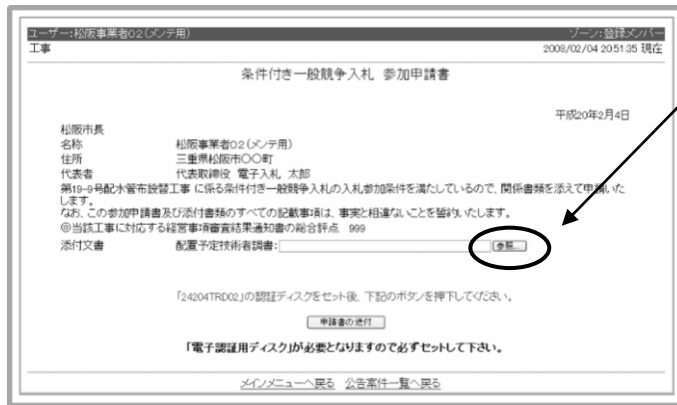 ユーザー:松阪事業者02(メンテ用) ゾーン:登録メンバー
工事 2008/02/04 20:51:35 現在
条件付き一般競争入札 参加申請書
平成20年2月4日
松阪市長
名称 松阪事業者02(メンテ用)
住所 三重県松阪市〇〇町
代表者 代表取締役 電子入札 太郎
第19-9号配水管布設替工事 に係る条件付き一般競争入札の入札参加条件を満たしているので、関係書類を添えて申請いた
します。
なお、この参加申請書及び添付書類のすべての記載事項は、事実と相違ないことを誓約いたします。
◎当該工事に対応する経営事項審査結果通知書の総合評点 999
添付文書 配置予定技術者調書: 参照...
「24204TRD02」の認証ディスクをセット後、下記のボタンを押下してください。
申請書の送付
「電子認証用ディスク」が必要となりますので必ずセットして下さい。
メインメニューへ戻る 公告案件一覧へ戻る